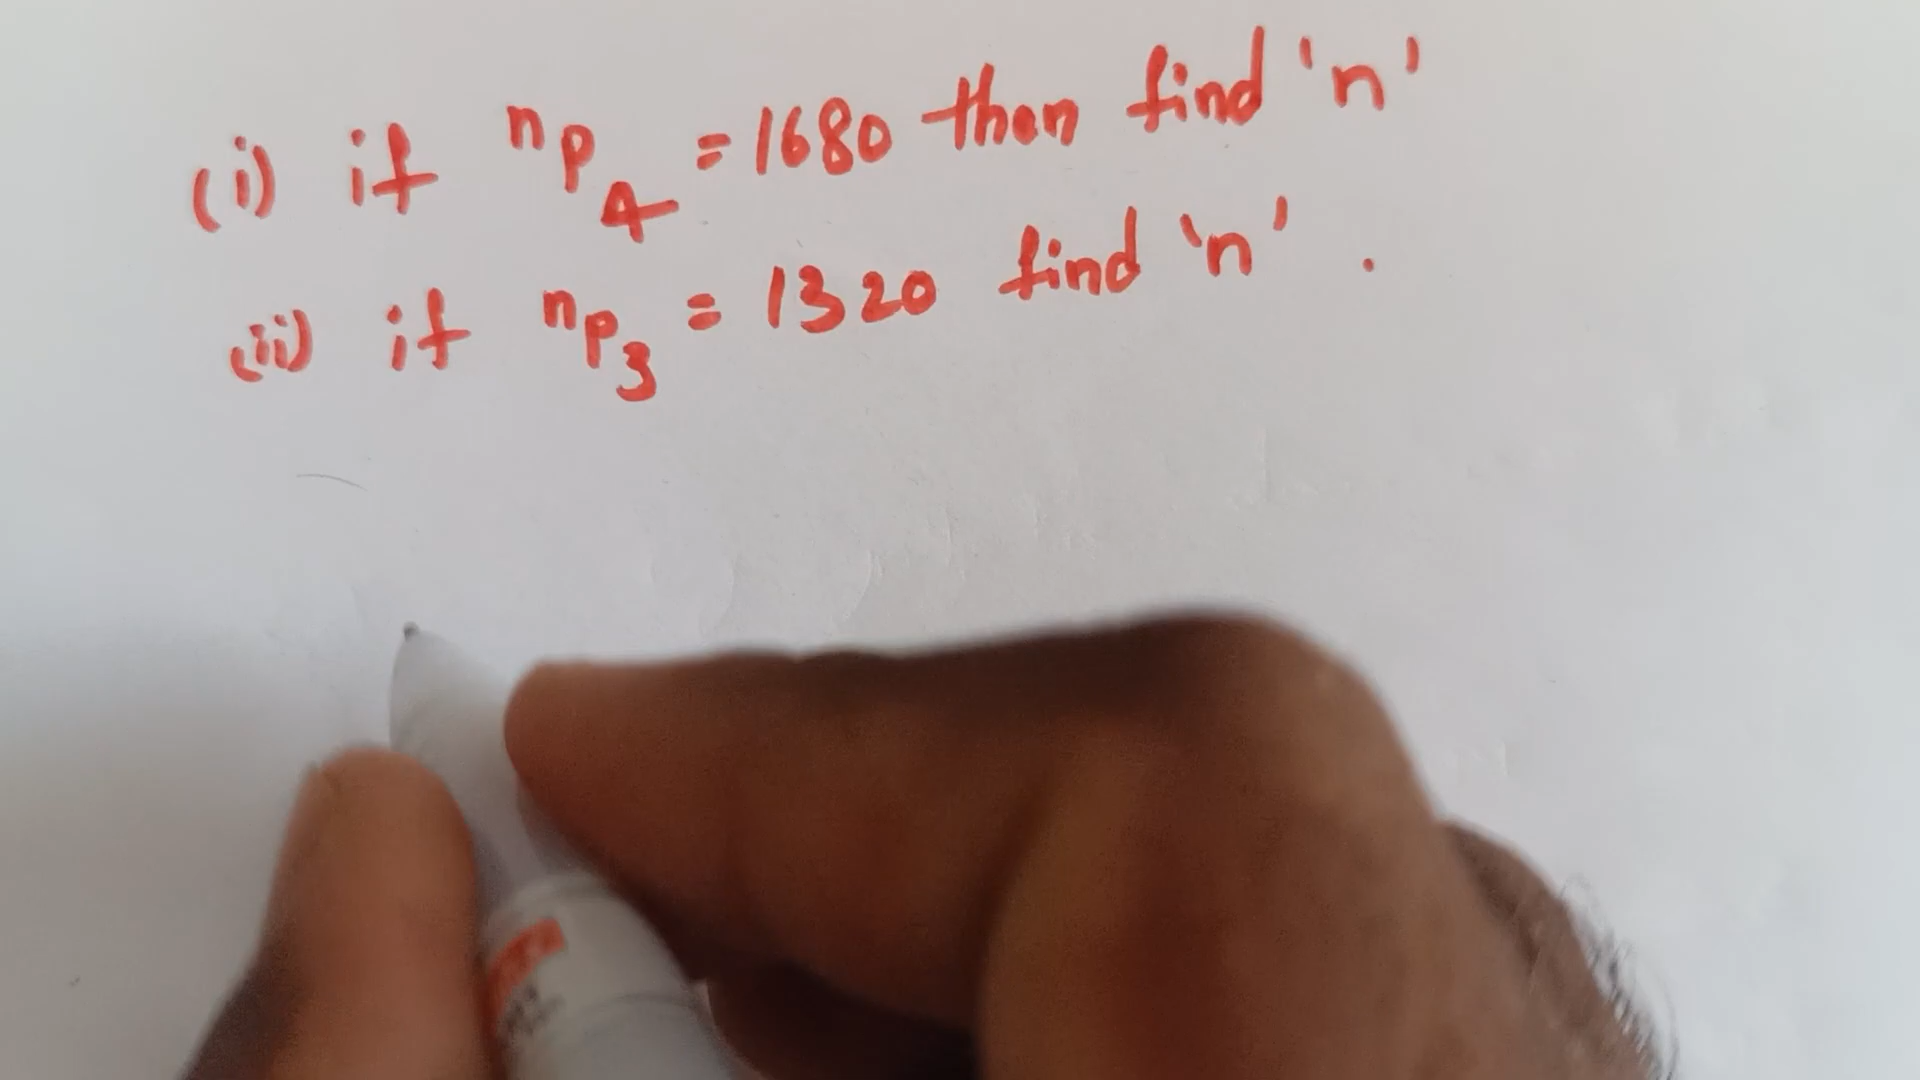 (i) if ⁿP₄ = 1680 then find 'n'
(ii) if ⁿP₃ = 1320 find 'n'.